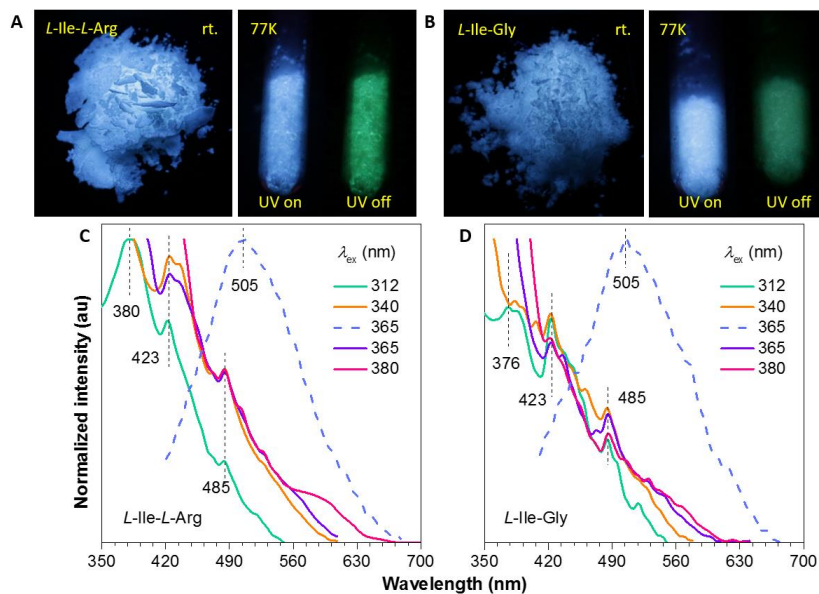 A
L-Ile-L-Arg
rt.
77K
UV on
UV off
B
L-Ile-Gly
rt.
77K
UV on
UV off
C
λex (nm)
312
340
365
365
380
505
380
423
485
L-Ile-L-Arg
350
420
490
560
630
700
D
λex (nm)
312
340
365
365
380
505
376
423
485
L-Ile-Gly
350
420
490
560
630
700
Normalized intensity (au)
Wavelength (nm)